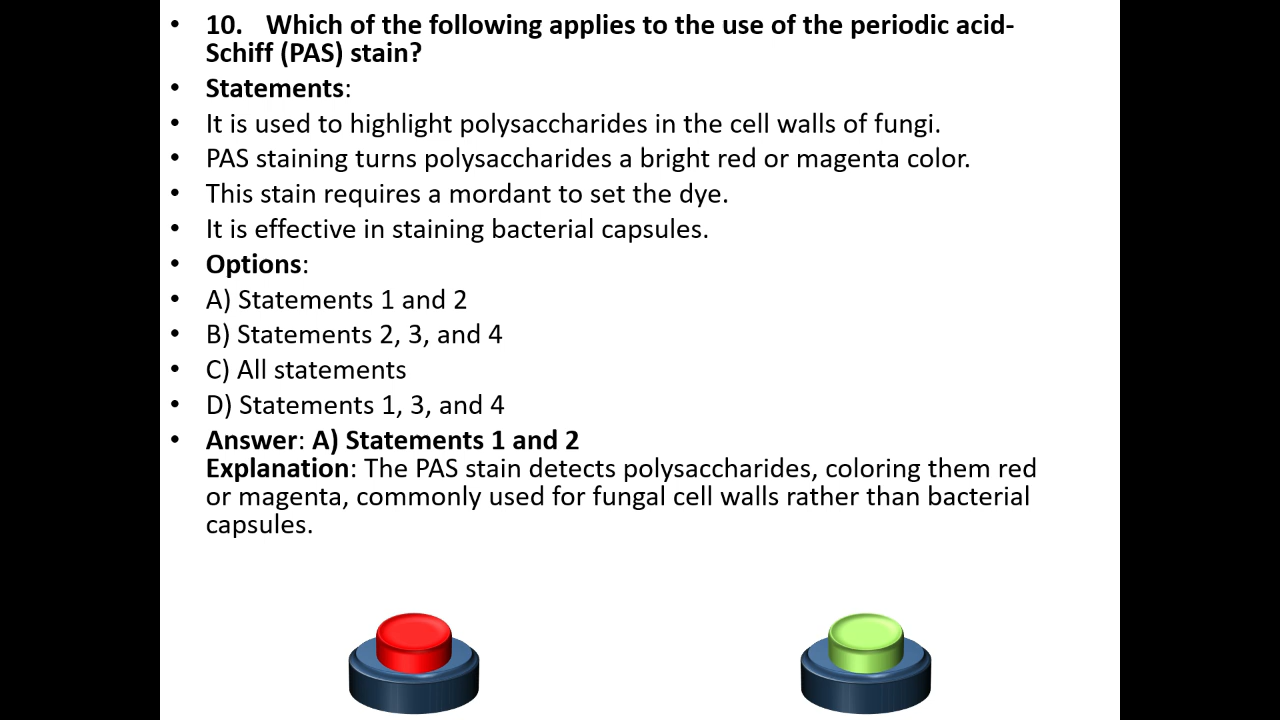 • 10. Which of the following applies to the use of the periodic acid-
Schiff (PAS) stain?
• Statements:
• It is used to highlight polysaccharides in the cell walls of fungi.
• PAS staining turns polysaccharides a bright red or magenta color.
• This stain requires a mordant to set the dye.
• It is effective in staining bacterial capsules.
• Options:
• A) Statements 1 and 2
• B) Statements 2, 3, and 4
• C) All statements
• D) Statements 1, 3, and 4
• Answer: A) Statements 1 and 2
Explanation: The PAS stain detects polysaccharides, coloring them red
or magenta, commonly used for fungal cell walls rather than bacterial
capsules.